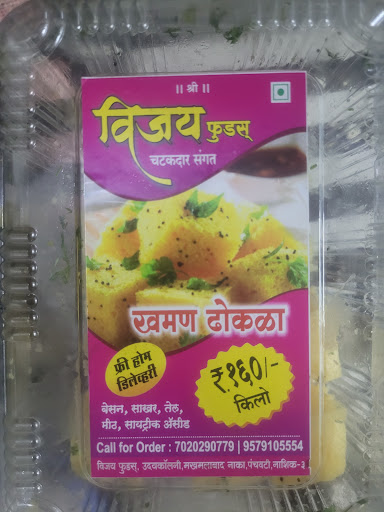 ॥ श्री ॥
विजय फुडस्
चटकदार संगत
खमण ढोकळा
फ्री होम
डिलेव्हरी
रु.१६०/-
किलो
बेसन, साखर, तेल,
मीठ, सायट्रीक ॲसीड
Call for Order : 7020290779 | 9579105554
विजय फुडस्, उदयकॉलनी, मखमलाबाद नाका, पंचवटी, नाशिक-३